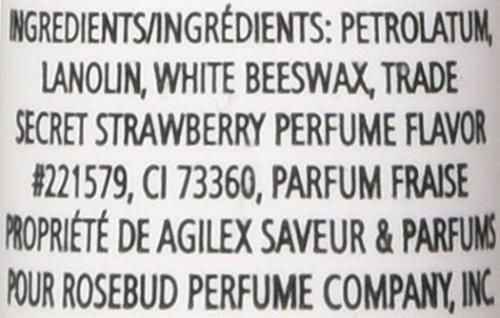 INGREDIENTS/INGRÉDIENTS: PETROLATUM,
LANOLIN, WHITE BEESWAX, TRADE
SECRET STRAWBERRY PERFUME FLAVOR
#221579, CI 73360, PARFUM FRAISE
PROPRIÉTÉ DE AGILEX SAVEUR & PARFUMS
POUR ROSEBUD PERFUME COMPANY, INC